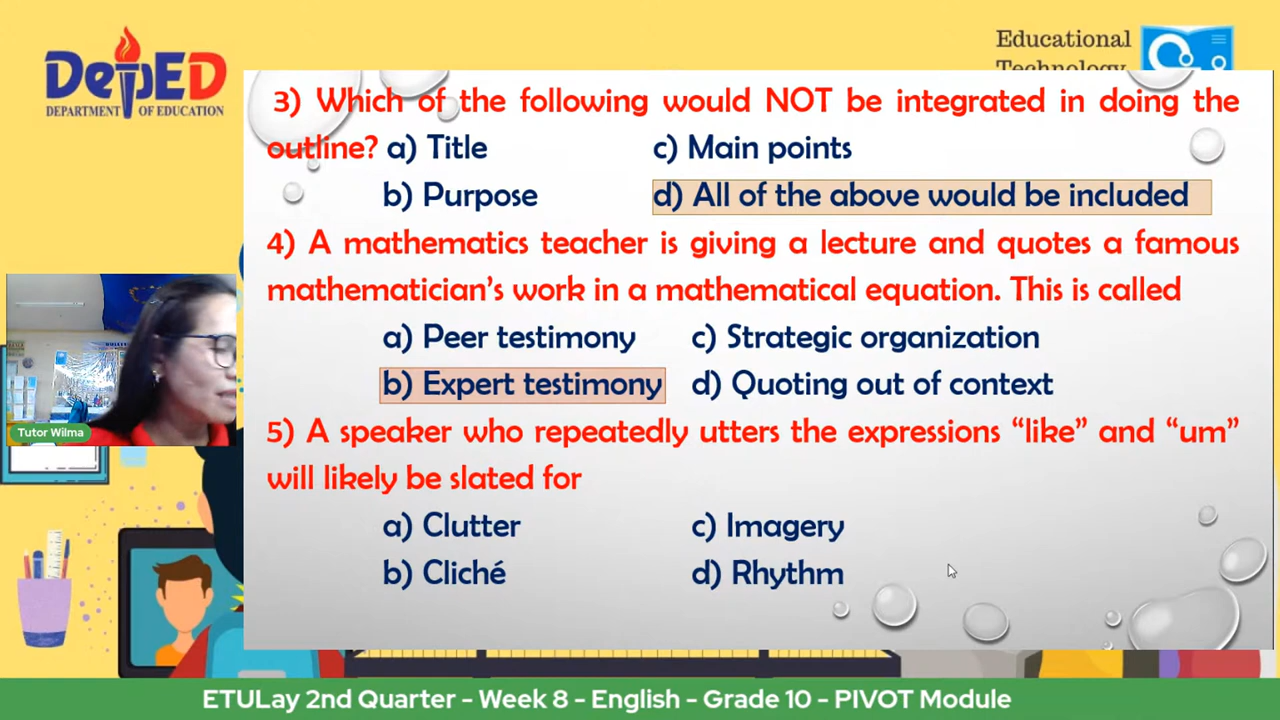 DepED
DEPARTMENT OF EDUCATION
Educational
Technology
3) Which of the following would NOT be integrated in doing the
outline? a) Title c) Main points
b) Purpose d) All of the above would be included
4) A mathematics teacher is giving a lecture and quotes a famous
mathematician's work in a mathematical equation. This is called
a) Peer testimony c) Strategic organization
b) Expert testimony d) Quoting out of context
5) A speaker who repeatedly utters the expressions “like” and “um”
will likely be slated for
a) Clutter c) Imagery
b) Cliché d) Rhythm
Tutor Wilma
ETULay 2nd Quarter - Week 8 - English - Grade 10 - PIVOT Module